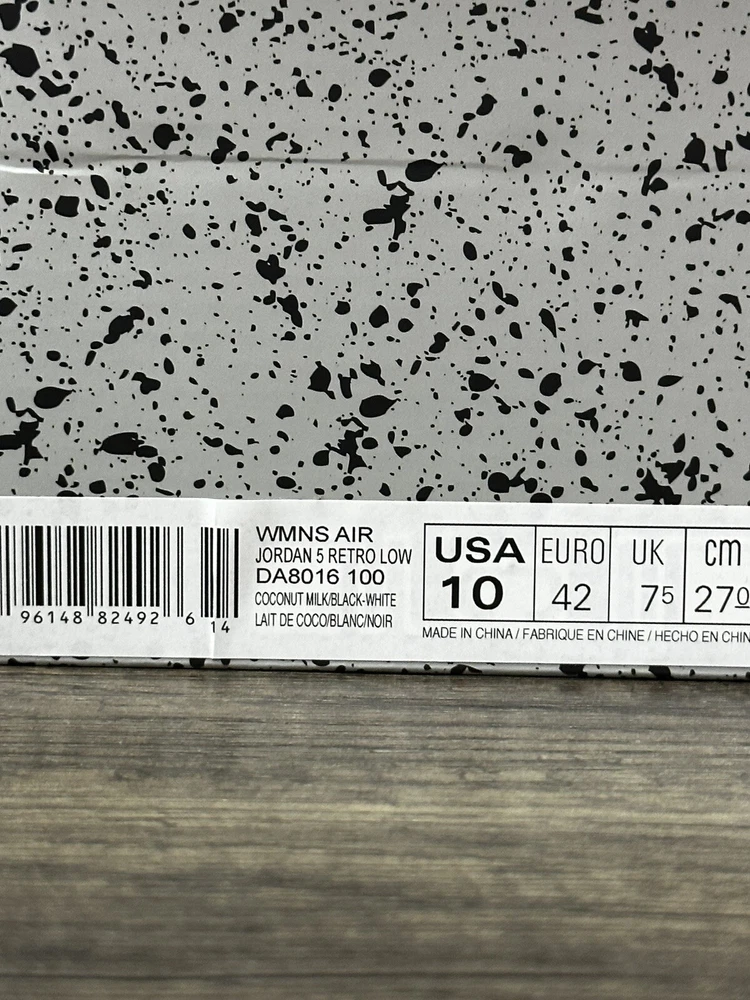 96148 82492 6
14
WMNS AIR
JORDAN 5 RETRO LOW
DA8016 100
COCONUT MILK/BLACK-WHITE
LAIT DE COCO/BLANC/NOIR
USA EURO UK cm
10 42 75 270
MADE IN CHINA / FABRIQUE EN CHINE / HECHO EN CHIN